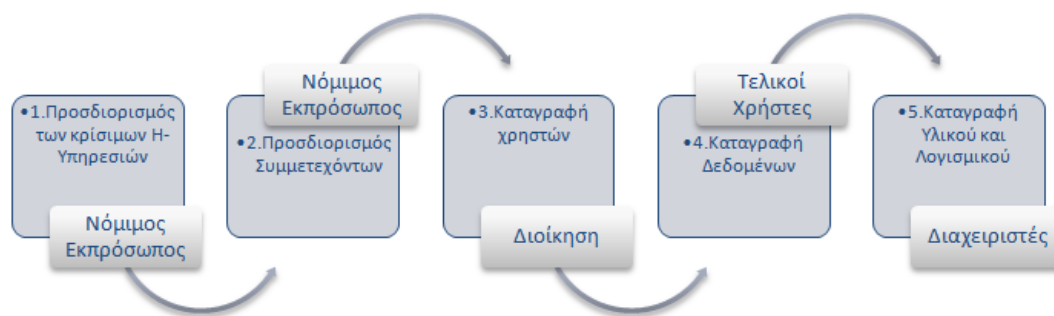 •1.Προσδιορισμός
των κρίσιμων Η-
Υπηρεσιών
Νόμιμος
Εκπρόσωπος
Νόμιμος
Εκπρόσωπος
•2.Προσδιορισμός
Συμμετεχόντων
•3.Καταγραφή
χρηστών
Διοίκηση
Τελικοί
Χρήστες
•4.Καταγραφή
Δεδομένων
•5.Καταγραφή
Υλικού και
Λογισμικού
Διαχειριστές